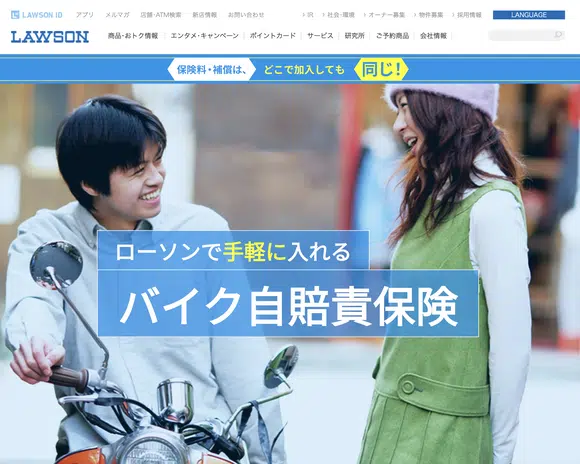 LAWSON ID アプリ メルマガ 店舗・ATM検索 新店情報 お問い合わせ IR 社会・環境 オーナー募集 物件募集 採用情報 LANGUAGE
LAWSON 商品・おトク情報 エンタメ・キャンペーン ポイントカード サービス 研究所 ご予約商品 会社情報
保険料・補償は、 どこで加入しても 同じ!
ローソンで手軽に入れる
バイク自賠責保険